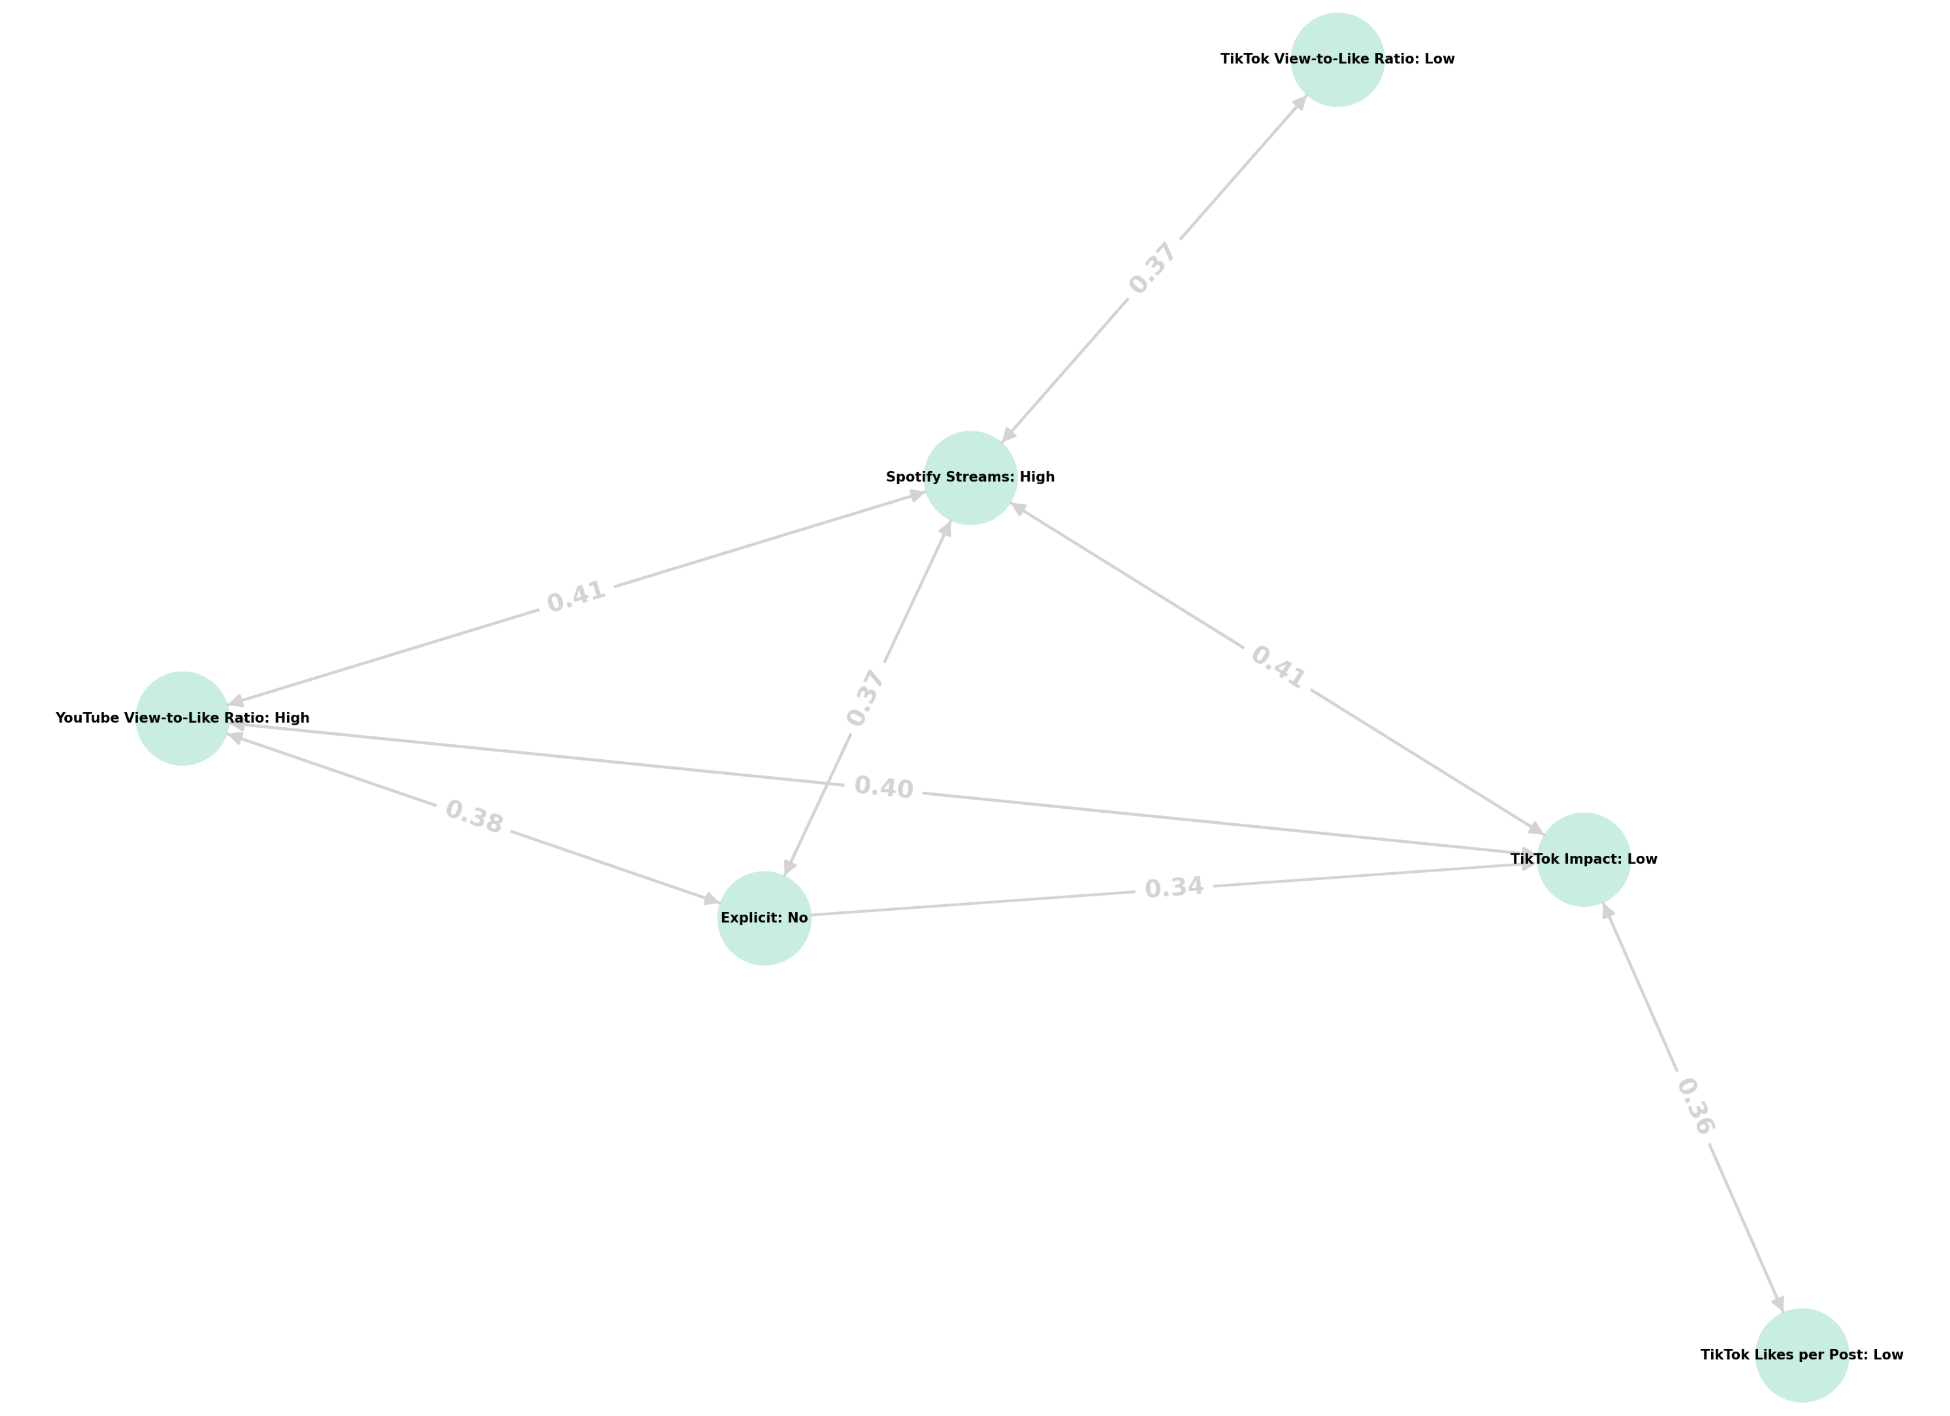 TikTok View-to-Like Ratio: Low
0.37
Spotify Streams: High
0.41
0.41
0.37
YouTube View-to-Like Ratio: High
0.40
0.38
TikTok Impact: Low
0.34
Explicit: No
0.36
TikTok Likes per Post: Low